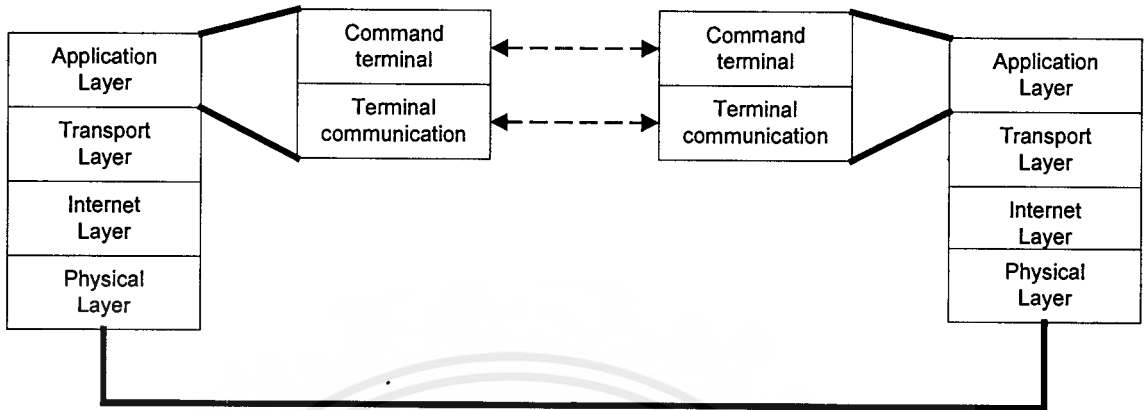 Application
Layer
Transport
Layer
Internet
Layer
Physical
Layer
Command
terminal
Terminal
communication
Command
terminal
Terminal
communication
Application
Layer
Transport
Layer
Internet
Layer
Physical
Layer